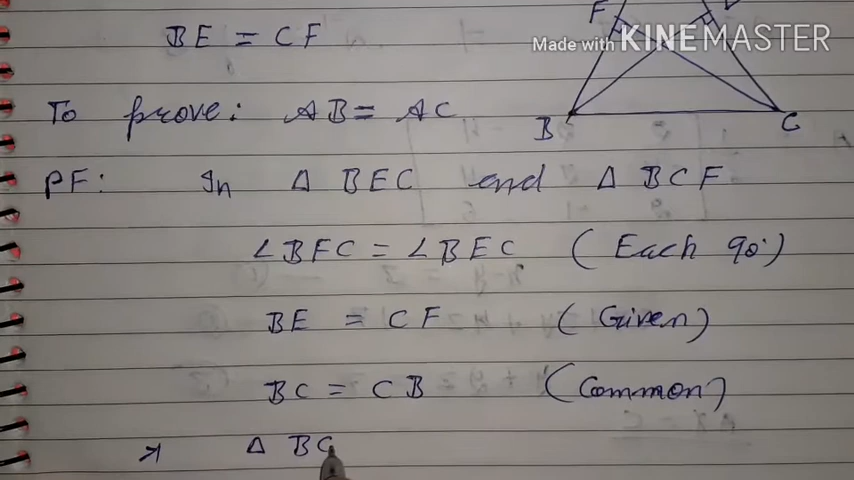 F
BE = CF
Made with KINEMASTER
To prove: AB = AC
B C
PF: In Δ BEC and Δ BCF
∠BFC = ∠BEC (Each 90°)
BE = CF (Given)
BC = CB (Common)
Δ BC